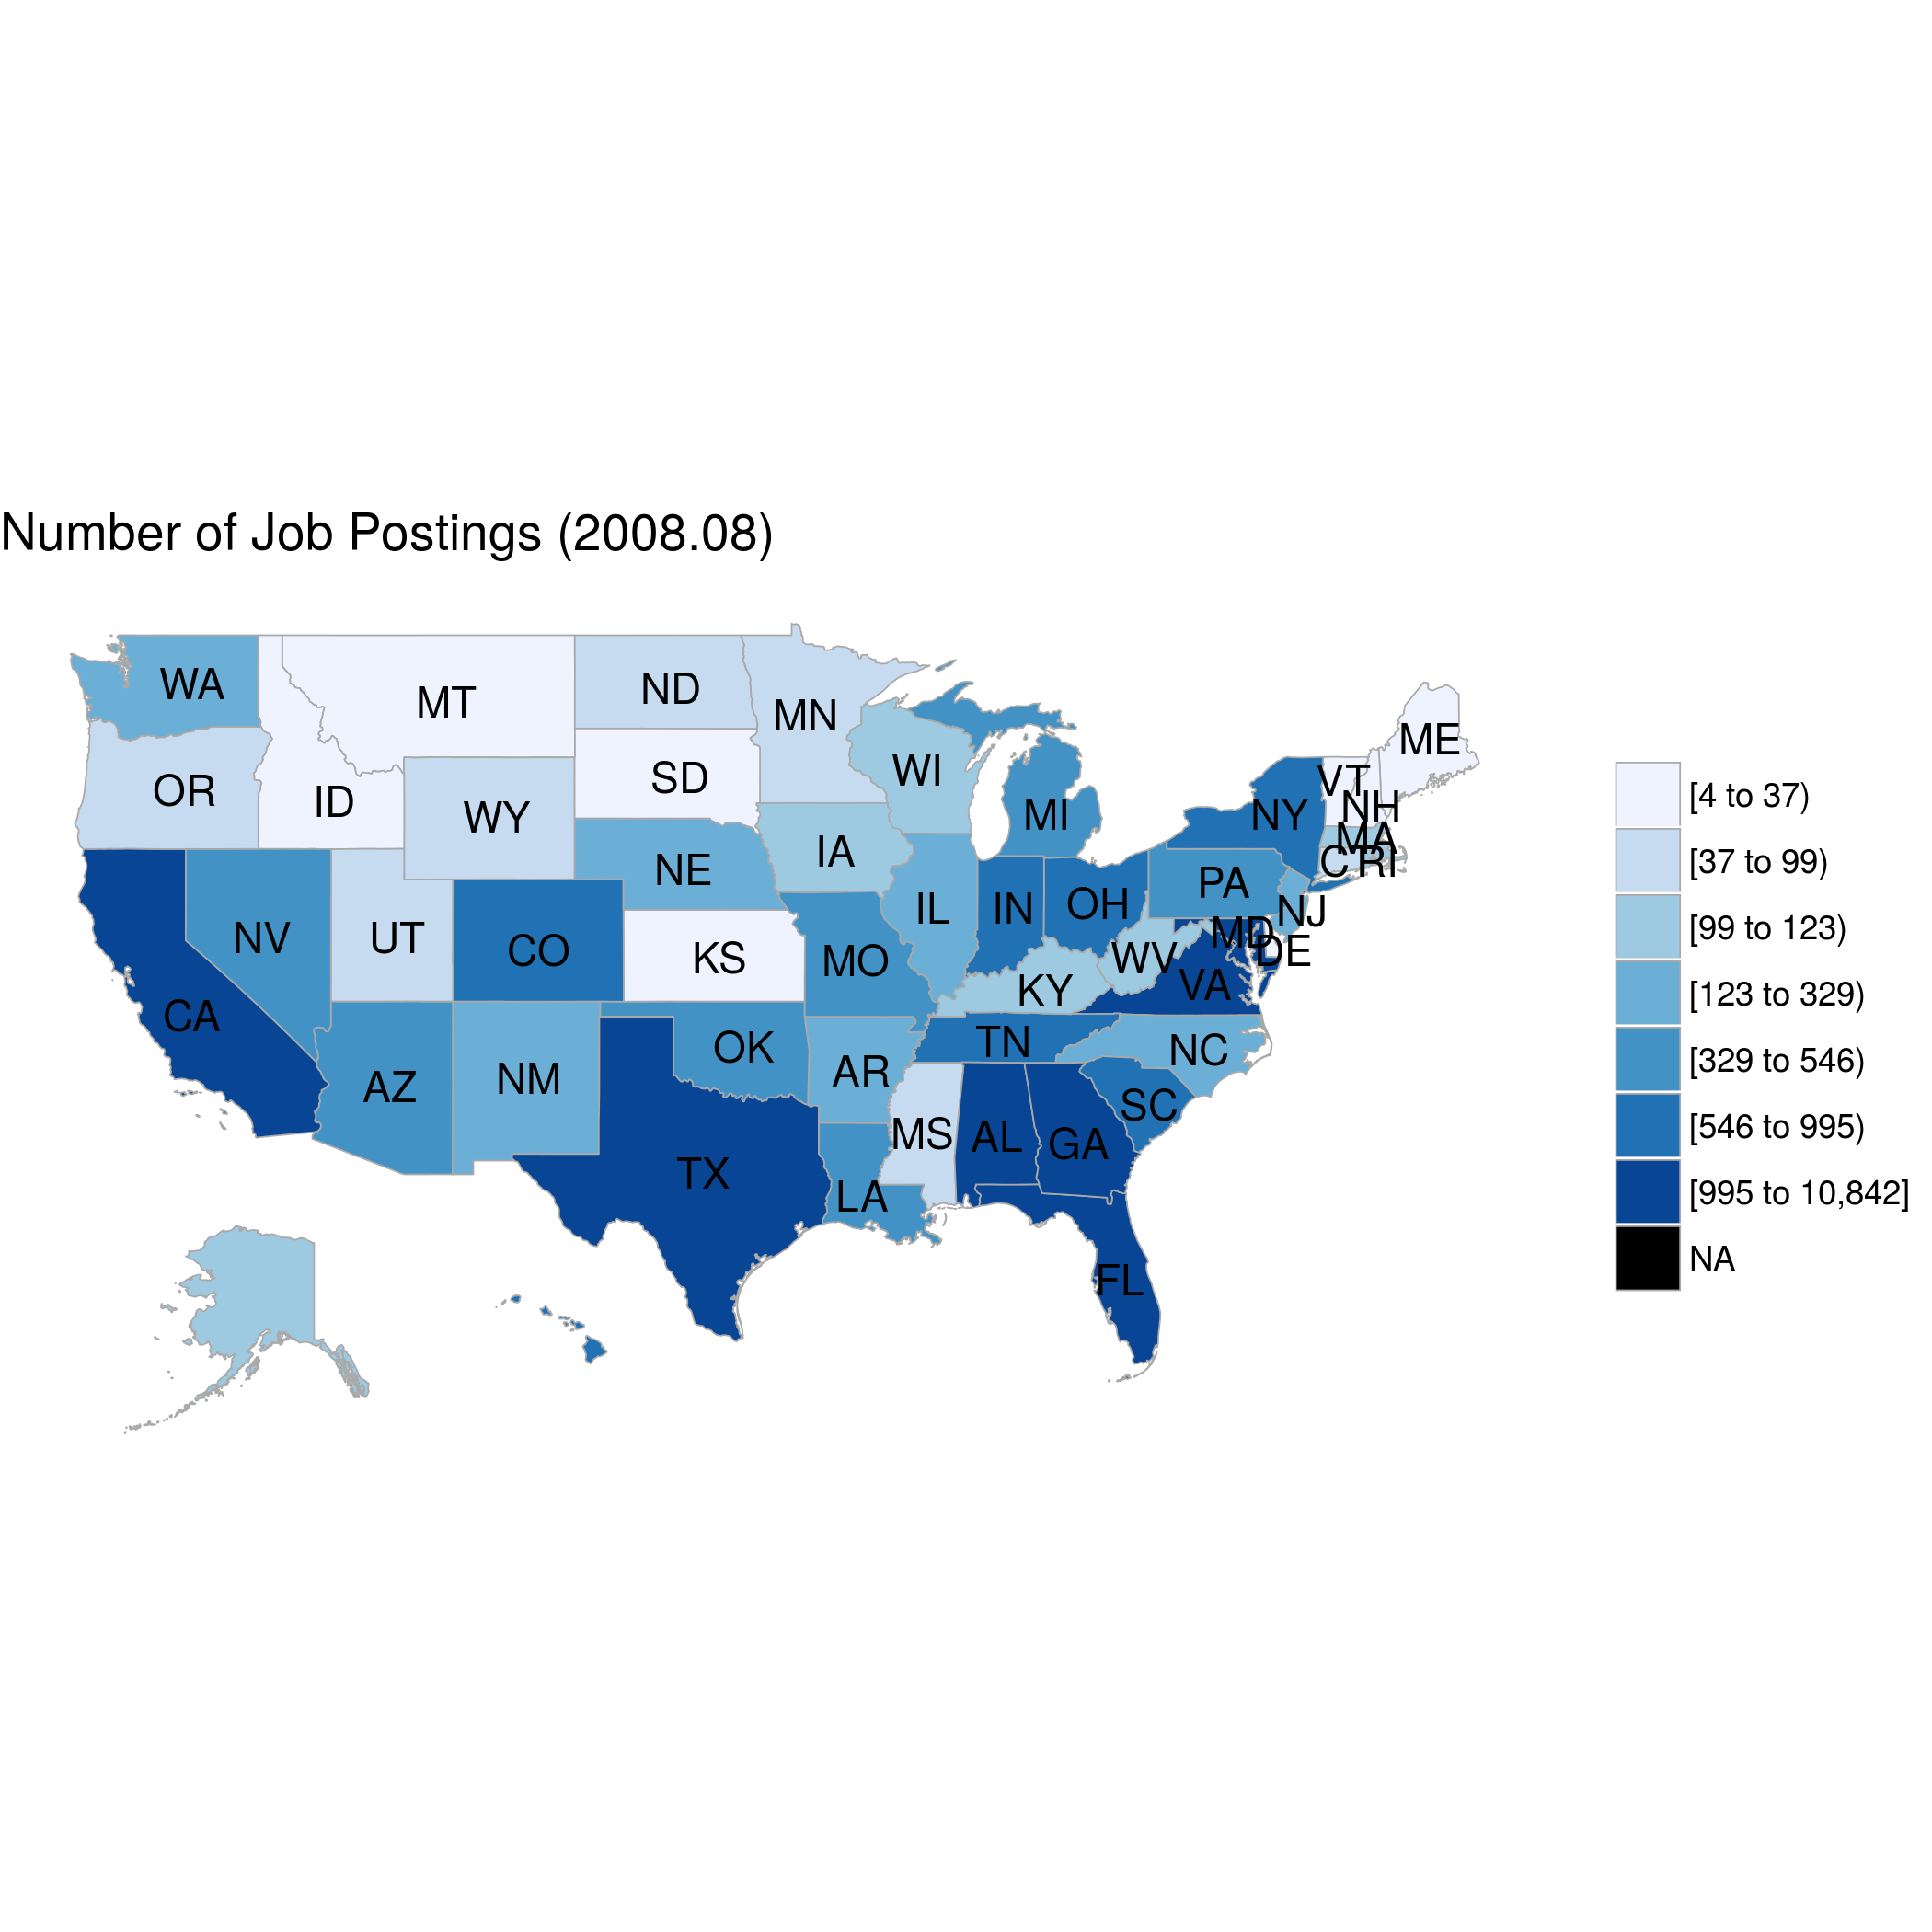 Number of Job Postings (2008.08)
WA
MT
ND
MN
ME
OR
ID
WY
SD
WI
MI
VT
NH
NY
MA
IA
NE
CT
RI
PA
NV
UT
CO
KS
MO
IL
IN
OH
NJ
MD
DE
WV
VA
KY
CA
AZ
NM
OK
AR
TN
NC
SC
MS
AL
GA
TX
LA
FL
[4 to 37)
[37 to 99)
[99 to 123)
[123 to 329)
[329 to 546)
[546 to 995)
[995 to 10,842]
NA